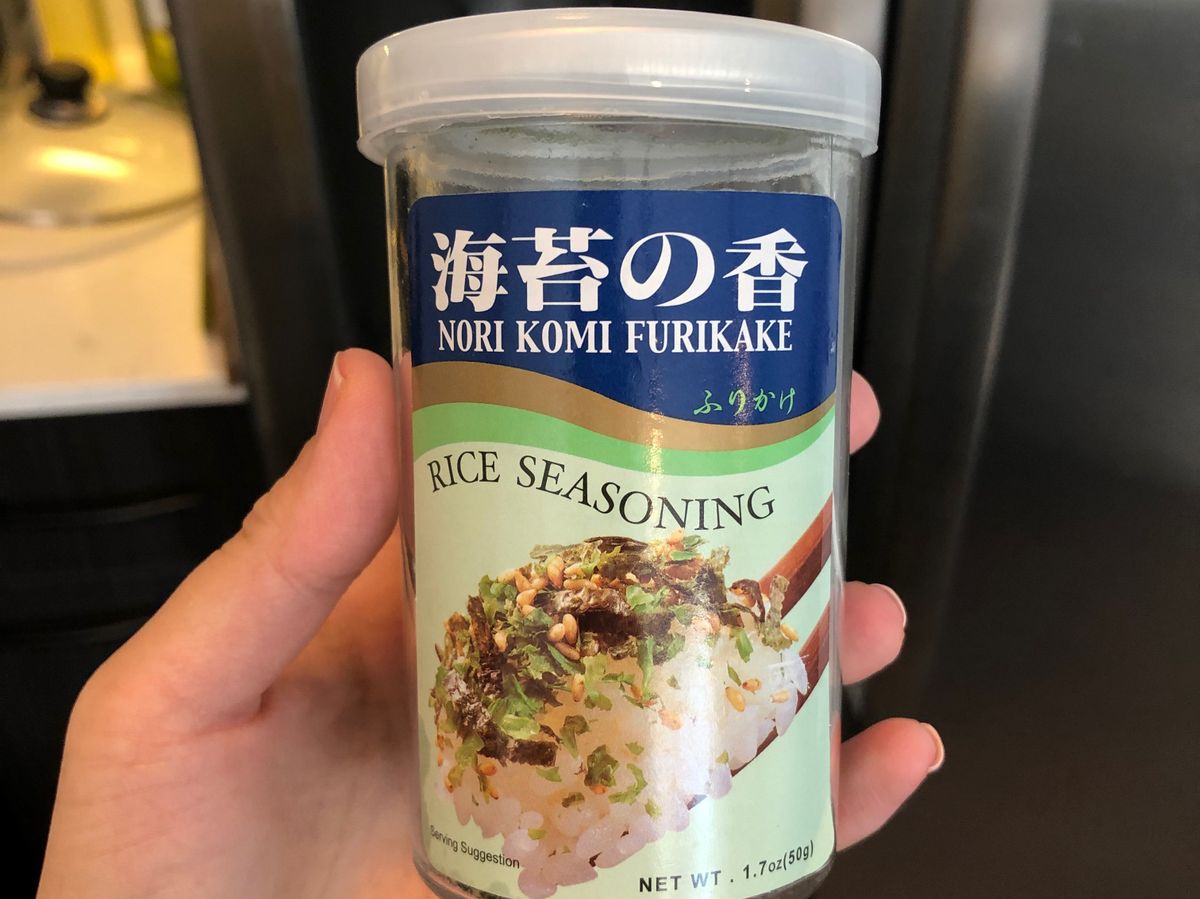 海苔の香
NORI KOMI FURIKAKE
ふりかけ
RICE SEASONING
Serving Suggestion
NET WT . 1.7oz(50g)